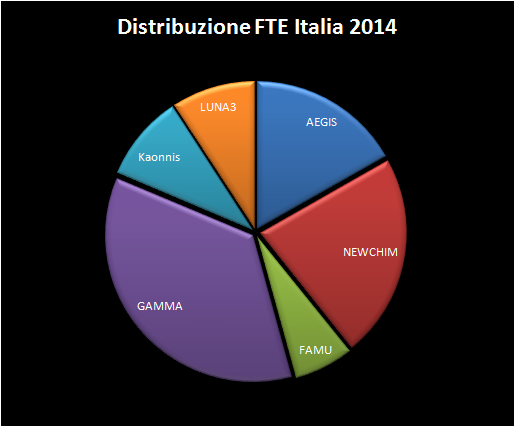 Distribuzione FTE Italia 2014
LUNA3
AEGIS
Kaonnis
NEWCHIM
GAMMA
FAMU